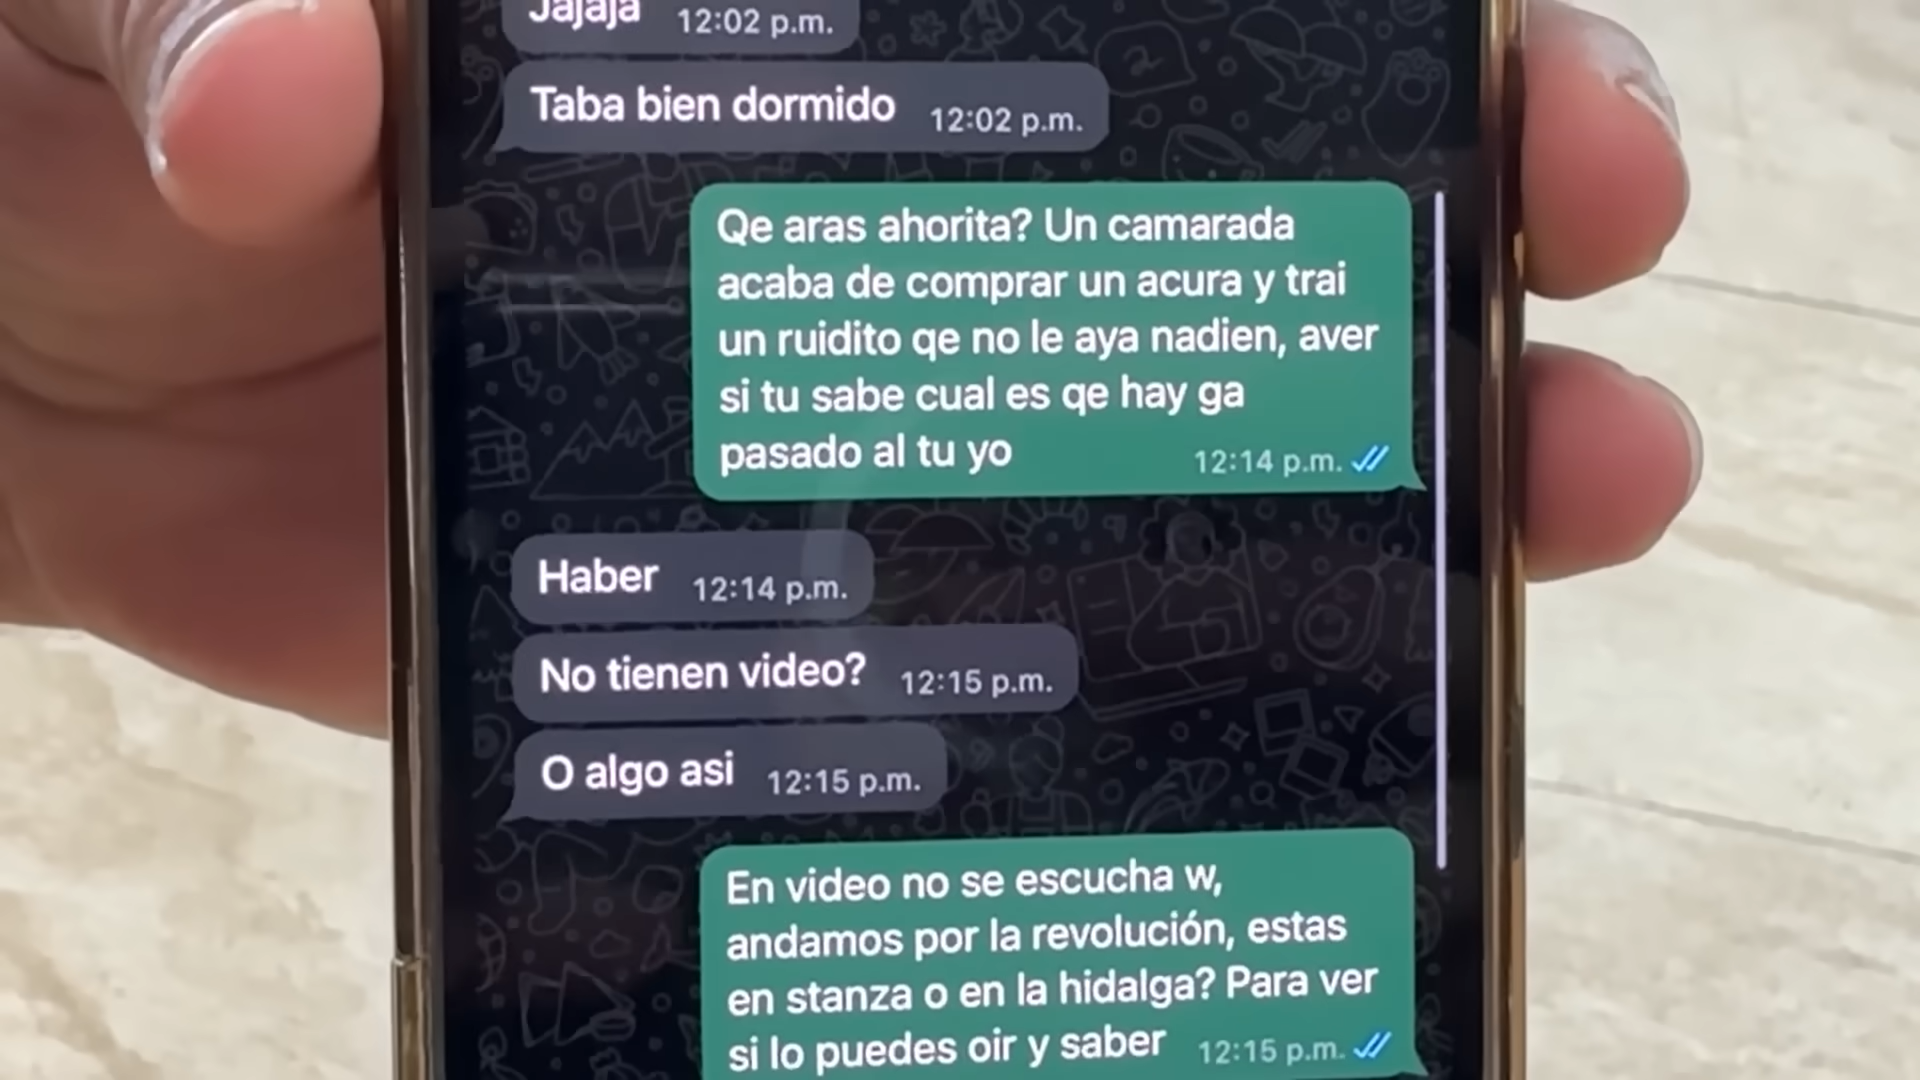 Jajaja 12:02 p.m.
Taba bien dormido 12:02 p.m.
Qe aras ahorita? Un camarada
acaba de comprar un acura y trai
un ruidito qe no le aya nadien, aver
si tu sabe cual es qe hay ga
pasado al tu yo 12:14 p.m.
Haber 12:14 p.m.
No tienen video? 12:15 p.m.
O algo asi 12:15 p.m.
En video no se escucha w,
andamos por la revolución, estas
en stanza o en la hidalga? Para ver
si lo puedes oir y saber 12:15 p.m.